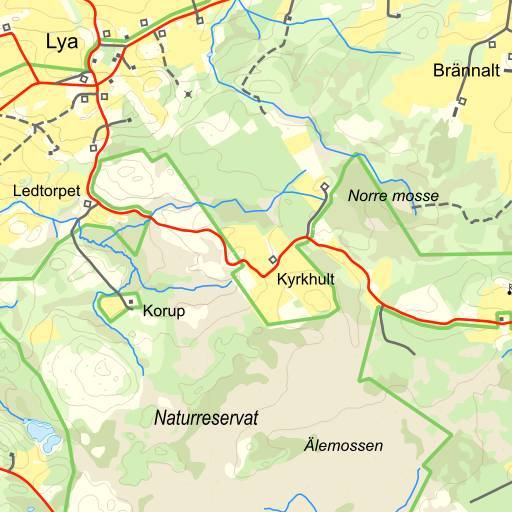 Lya
Brännalt
Ledtorpet
Norre mosse
Kyrkhult
Korup
Naturreservat
Älemossen